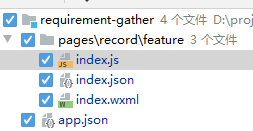 requirement-gather 4 个文件 D:\proj
pages\record\feature 3 个文件
index.js
index.json
index.wxml
app.json